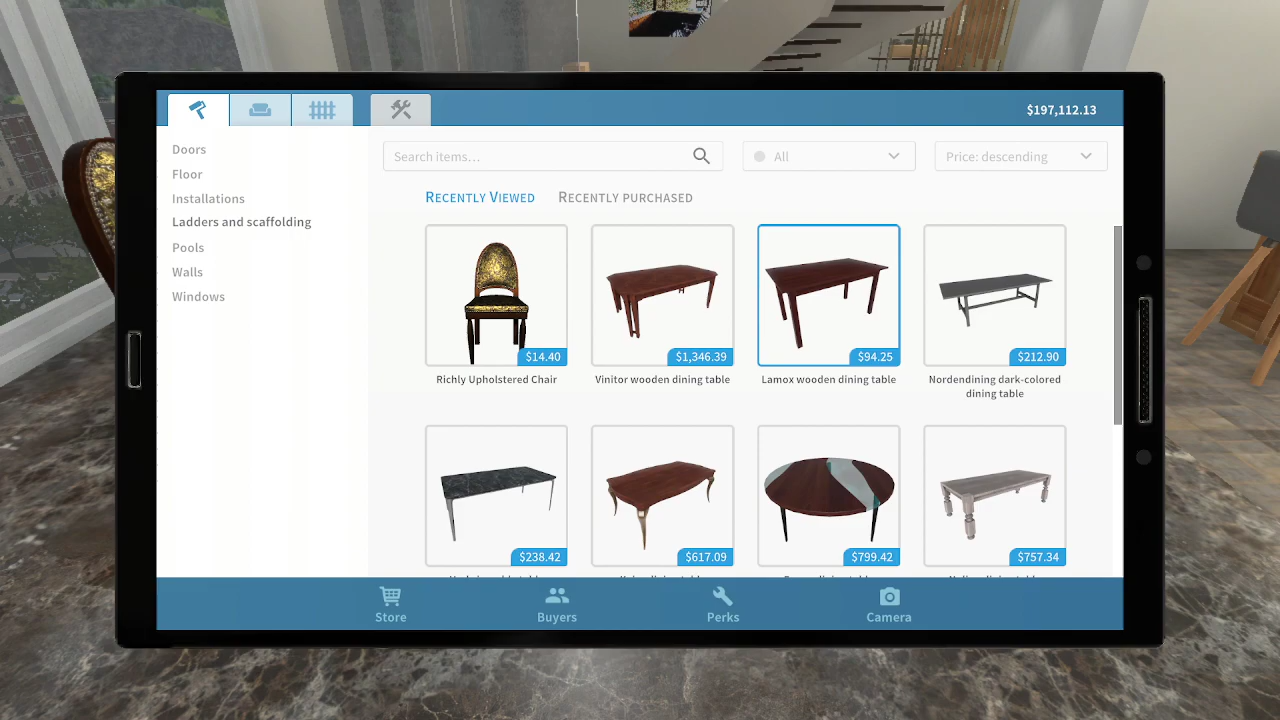 $197,112.13
Doors
Floor
Installations
Ladders and scaffolding
Pools
Walls
Windows
Search items...
All
Price: descending
RECENTLY VIEWED
RECENTLY PURCHASED
$14.40
$1,346.39
$94.25
$212.90
Richly Upholstered Chair
Vinitor wooden dining table
Lamox wooden dining table
Nordendining dark-colored
dining table
$238.42
$617.09
$799.42
$757.34
Store
Buyers
Perks
Camera